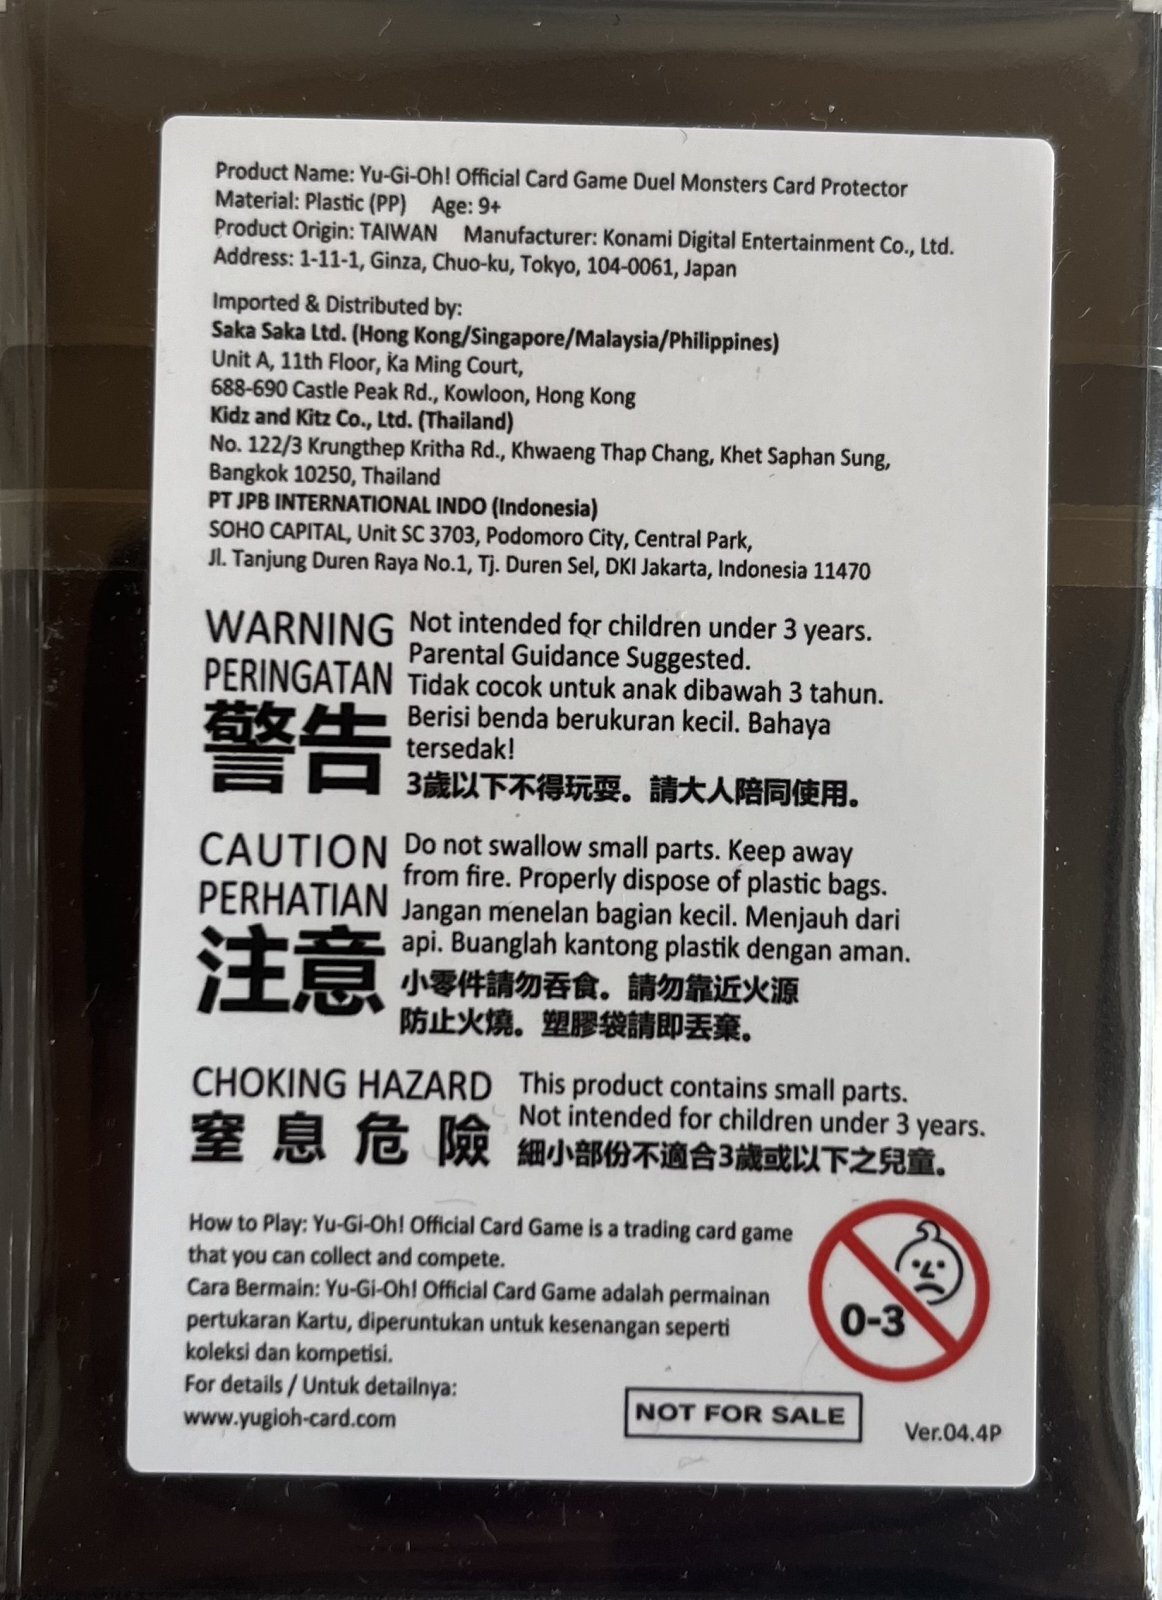 Product Name: Yu-Gi-Oh! Official Card Game Duel Monsters Card Protector
Material: Plastic (PP)    Age: 9+
Product Origin: TAIWAN    Manufacturer: Konami Digital Entertainment Co., Ltd.
Address: 1-11-1, Ginza, Chuo-ku, Tokyo, 104-0061, Japan
Imported & Distributed by:
Saka Saka Ltd. (Hong Kong/Singapore/Malaysia/Philippines)
Unit A, 11th Floor, Ka Ming Court,
688-690 Castle Peak Rd., Kowloon, Hong Kong
Kidz and Kitz Co., Ltd. (Thailand)
No. 122/3 Krungthep Kritha Rd., Khwaeng Thap Chang, Khet Saphan Sung,
Bangkok 10250, Thailand
PT JPB INTERNATIONAL INDO (Indonesia)
SOHO CAPITAL, Unit SC 3703, Podomoro City, Central Park,
Jl. Tanjung Duren Raya No.1, Tj. Duren Sel, DKI Jakarta, Indonesia 11470
WARNING
PERINGATAN
警告
Not intended for children under 3 years.
Parental Guidance Suggested.
Tidak cocok untuk anak dibawah 3 tahun.
Berisi benda berukuran kecil. Bahaya
tersedak!
3歲以下不得玩耍。請大人陪同使用。
CAUTION
PERHATIAN
注意
Do not swallow small parts. Keep away
from fire. Properly dispose of plastic bags.
Jangan menelan bagian kecil. Menjauh dari
api. Buanglah kantong plastik dengan aman.
小零件請勿吞食。請勿靠近火源
防止火燒。塑膠袋請即丟棄。
CHOKING HAZARD
窒息危險
This product contains small parts.
Not intended for children under 3 years.
細小部份不適合3歲或以下之兒童。
How to Play: Yu-Gi-Oh! Official Card Game is a trading card game
that you can collect and compete.
Cara Bermain: Yu-Gi-Oh! Official Card Game adalah permainan
pertukaran Kartu, diperuntukan untuk kesenangan seperti
koleksi dan kompetisi.
For details / Untuk detailnya:
www.yugioh-card.com
0-3
NOT FOR SALE
Ver.04.4P